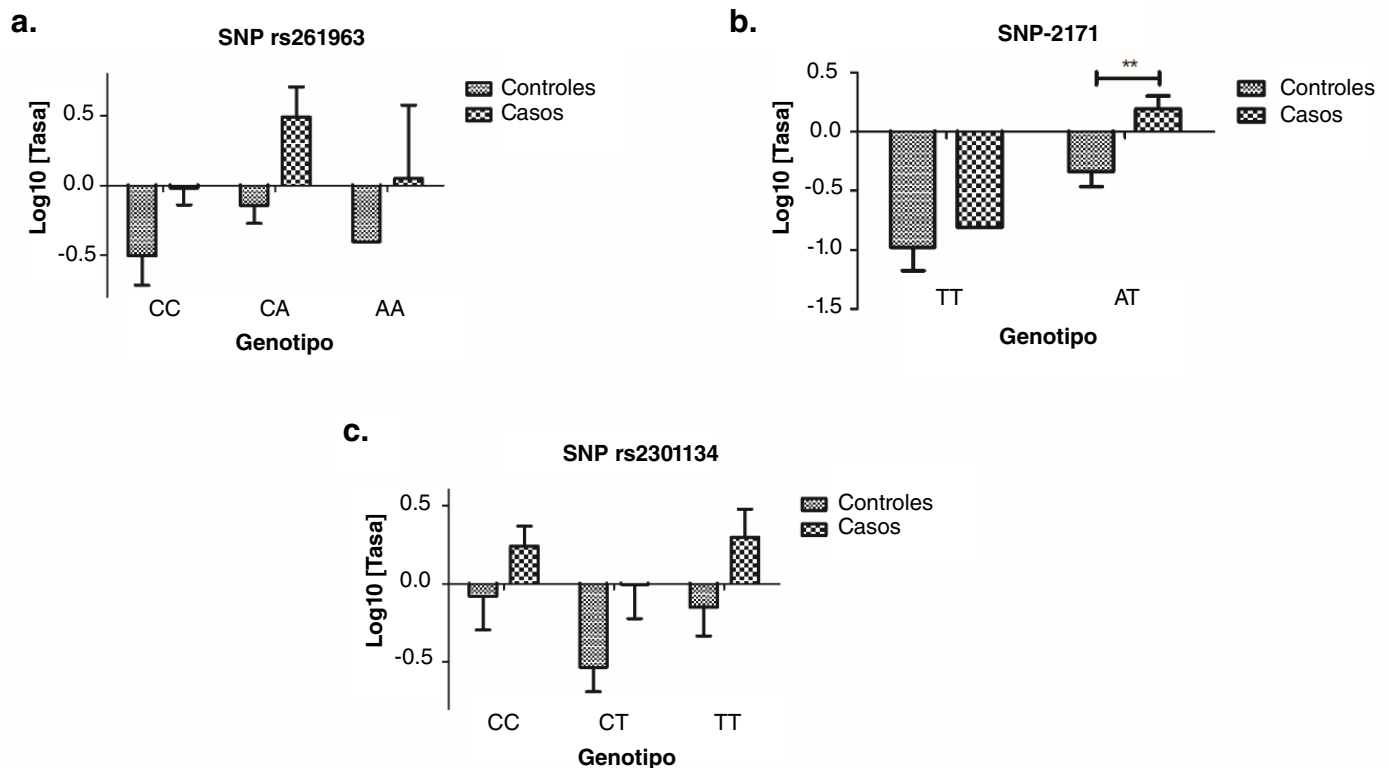 a.
SNP rs261963
Log10 [Tasa]
0.5
0.0
-0.5
CC CA AA
Genotipo
Controles
Casos
b.
SNP-2171
**
Log10 [Tasa]
0.5
0.0
-0.5
-1.0
-1.5
TT AT
Genotipo
Controles
Casos
c.
SNP rs2301134
Log10 [Tasa]
0.5
0.0
-0.5
CC CT TT
Genotipo
Controles
Casos